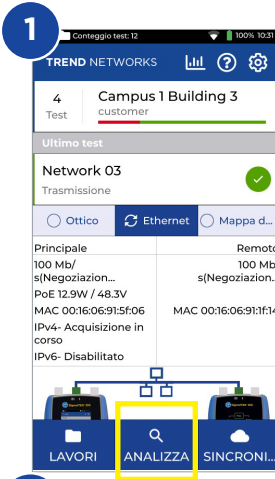 1
Conteggio test: 12
100% 10:31
TREND NETWORKS
4
Test
Campus 1 Building 3
customer
Ultimo test
Network 03
Trasmissione
Ottico
Ethernet
Mappa d...
Principale
Remoto
100 Mb/
s(Negoziazion...
100 Mb
s(Negoziazion..
PoE 12.9W / 48.3V
MAC 00:16:06:91:5f:06
MAC 00:16:06:91:1f:14
IPv4- Acquisizione in
corso
IPv6- Disabilitato
LAVORI
ANALIZZA
SINCRONI...